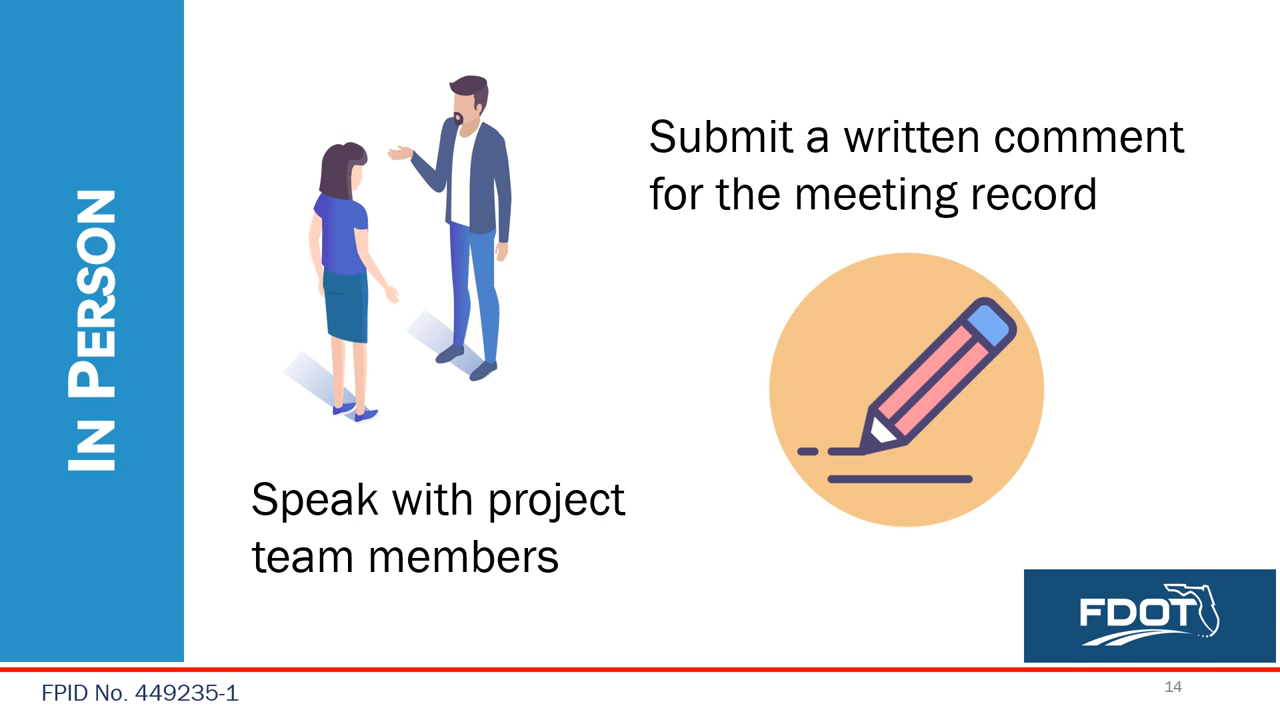 IN PERSON
Submit a written comment
for the meeting record
Speak with project
team members
FDOT
FPID No. 449235-1
14